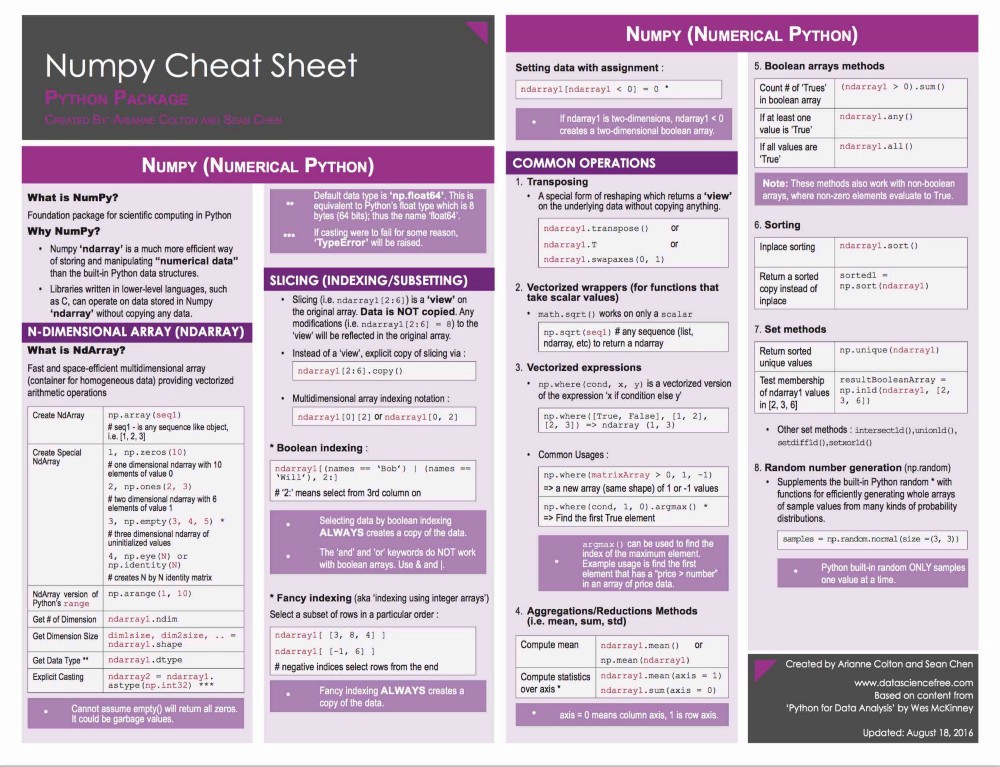 Numpy Cheat Sheet
PYTHON PACKAGE
CREATED BY: ARIANNE COLTON AND SEAN CHEN
NUMPY (NUMERICAL PYTHON)
What is NumPy?
Foundation package for scientific computing in Python
Why NumPy?
• Numpy ‘ndarray’ is a much more efficient way
of storing and manipulating “numerical data”
than the built-in Python data structures.
• Libraries written in lower-level languages, such
as C, can operate on data stored in Numpy
‘ndarray’ without copying any data.
N-DIMENSIONAL ARRAY (NDARRAY)
What is NdArray?
Fast and space-efficient multidimensional array
(container for homogeneous data) providing vectorized
arithmetic operations
Create NdArray
np.array(seq1)
# seq1 - is any sequence like object,
i.e. [1, 2, 3]
Create Special
NdArray
1, np.zeros(10)
# one dimensional ndarray with 10
elements of value 0
2, np.ones(2, 3)
# two dimensional ndarray with 6
elements of value 1
3, np.empty(3, 4, 5) *
# three dimensional ndarray of
uninitialized values
4, np.eye(N) or
np.identity(N)
# creates N by N identity matrix
NdArray version of
Python's range
np.arange(1, 10)
Get # of Dimension
ndarray1.ndim
Get Dimension Size
dim1size, dim2size, .. =
ndarray1.shape
Get Data Type **
ndarray1.dtype
Explicit Casting
ndarray2 = ndarray1.
astype(np.int32) ***
* Cannot assume empty() will return all zeros.
It could be garbage values.
** Default data type is ‘np.float64’. This is
equivalent to Python's float type which is 8
bytes (64 bits); thus the name ‘float64’.
*** If casting were to fail for some reason,
‘TypeError’ will be raised.
SLICING (INDEXING/SUBSETTING)
• Slicing (i.e. ndarray1[2:6]) is a ‘view’ on
the original array. Data is NOT copied. Any
modifications (i.e. ndarray1[2:6] = 8) to the
‘view’ will be reflected in the original array.
• Instead of a ‘view’, explicit copy of slicing via :
ndarray1[2:6].copy()
• Multidimensional array indexing notation :
ndarray1[0][2] or ndarray1[0, 2]
* Boolean indexing :
ndarray1[(names == ‘Bob’) | (names ==
‘Will’), 2:]
# ‘2:’ means select from 3rd column on
* Selecting data by boolean indexing
ALWAYS creates a copy of the data.
* The ‘and’ and ‘or’ keywords do NOT work
with boolean arrays. Use & and |.
* Fancy indexing (aka ‘indexing using integer arrays’)
Select a subset of rows in a particular order :
ndarray1[ [3, 8, 4] ]
ndarray1[ [-1, 6] ]
# negative indices select rows from the end
* Fancy indexing ALWAYS creates a
copy of the data.
NUMPY (NUMERICAL PYTHON)
Setting data with assignment :
ndarray1[ndarray1 < 0] = 0 *
* If ndarray1 is two-dimensions, ndarray1 < 0
creates a two-dimensional boolean array.
COMMON OPERATIONS
1. Transposing
• A special form of reshaping which returns a ‘view’
on the underlying data without copying anything.
ndarray1.transpose() or
ndarray1.T or
ndarray1.swapaxes(0, 1)
2. Vectorized wrappers (for functions that
take scalar values)
• math.sqrt() works on only a scalar
np.sqrt(seq1) # any sequence (list,
ndarray, etc) to return a ndarray
3. Vectorized expressions
• np.where(cond, x, y) is a vectorized version
of the expression ‘x if condition else y’
np.where([True, False], [1, 2],
[2, 3]) => ndarray (1, 3)
• Common Usages :
np.where(matrixArray > 0, 1, -1)
=> a new array (same shape) of 1 or -1 values
np.where(cond, 1, 0).argmax() *
=> Find the first True element
* argmax() can be used to find the
index of the maximum element.
Example usage is find the first
element that has a “price > number”
in an array of price data.
4. Aggregations/Reductions Methods
(i.e. mean, sum, std)
Compute mean
ndarray1.mean() or
np.mean(ndarray1)
Compute statistics
over axis *
ndarray1.mean(axis = 1)
ndarray1.sum(axis = 0)
* axis = 0 means column axis, 1 is row axis.
5. Boolean arrays methods
Count # of ‘Trues’
in boolean array
(ndarray1 > 0).sum()
If at least one
value is ‘True’
ndarray1.any()
If all values are
‘True’
ndarray1.all()
Note: These methods also work with non-boolean
arrays, where non-zero elements evaluate to True.
6. Sorting
Inplace sorting
ndarray1.sort()
Return a sorted
copy instead of
inplace
sorted1 =
np.sort(ndarray1)
7. Set methods
Return sorted
unique values
np.unique(ndarray1)
Test membership
of ndarray1 values
in [2, 3, 6]
resultBooleanArray =
np.in1d(ndarray1, [2,
3, 6])
• Other set methods : intersect1d(),union1d(),
setdiff1d(),setxor1d()
8. Random number generation (np.random)
• Supplements the built-in Python random * with
functions for efficiently generating whole arrays
of sample values from many kinds of probability
distributions.
samples = np.random.normal(size =(3, 3))
* Python built-in random ONLY samples
one value at a time.
Created by Arianne Colton and Sean Chen
www.datasciencefree.com
Based on content from
‘Python for Data Analysis’ by Wes McKinney
Updated: August 18, 2016